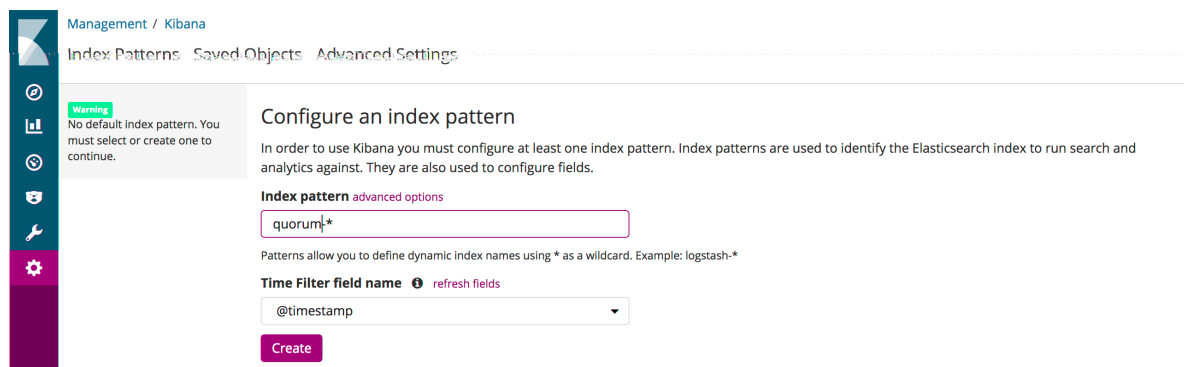 Management / Kibana
Index Patterns Saved Objects Advanced Settings
Warning
No default index pattern. You
must select or create one to
continue.
Configure an index pattern
In order to use Kibana you must configure at least one index pattern. Index patterns are used to identify the Elasticsearch index to run search and
analytics against. They are also used to configure fields.
Index pattern advanced options
quorum-*
Patterns allow you to define dynamic index names using * as a wildcard. Example: logstash-*
Time Filter field name refresh fields
@timestamp
Create